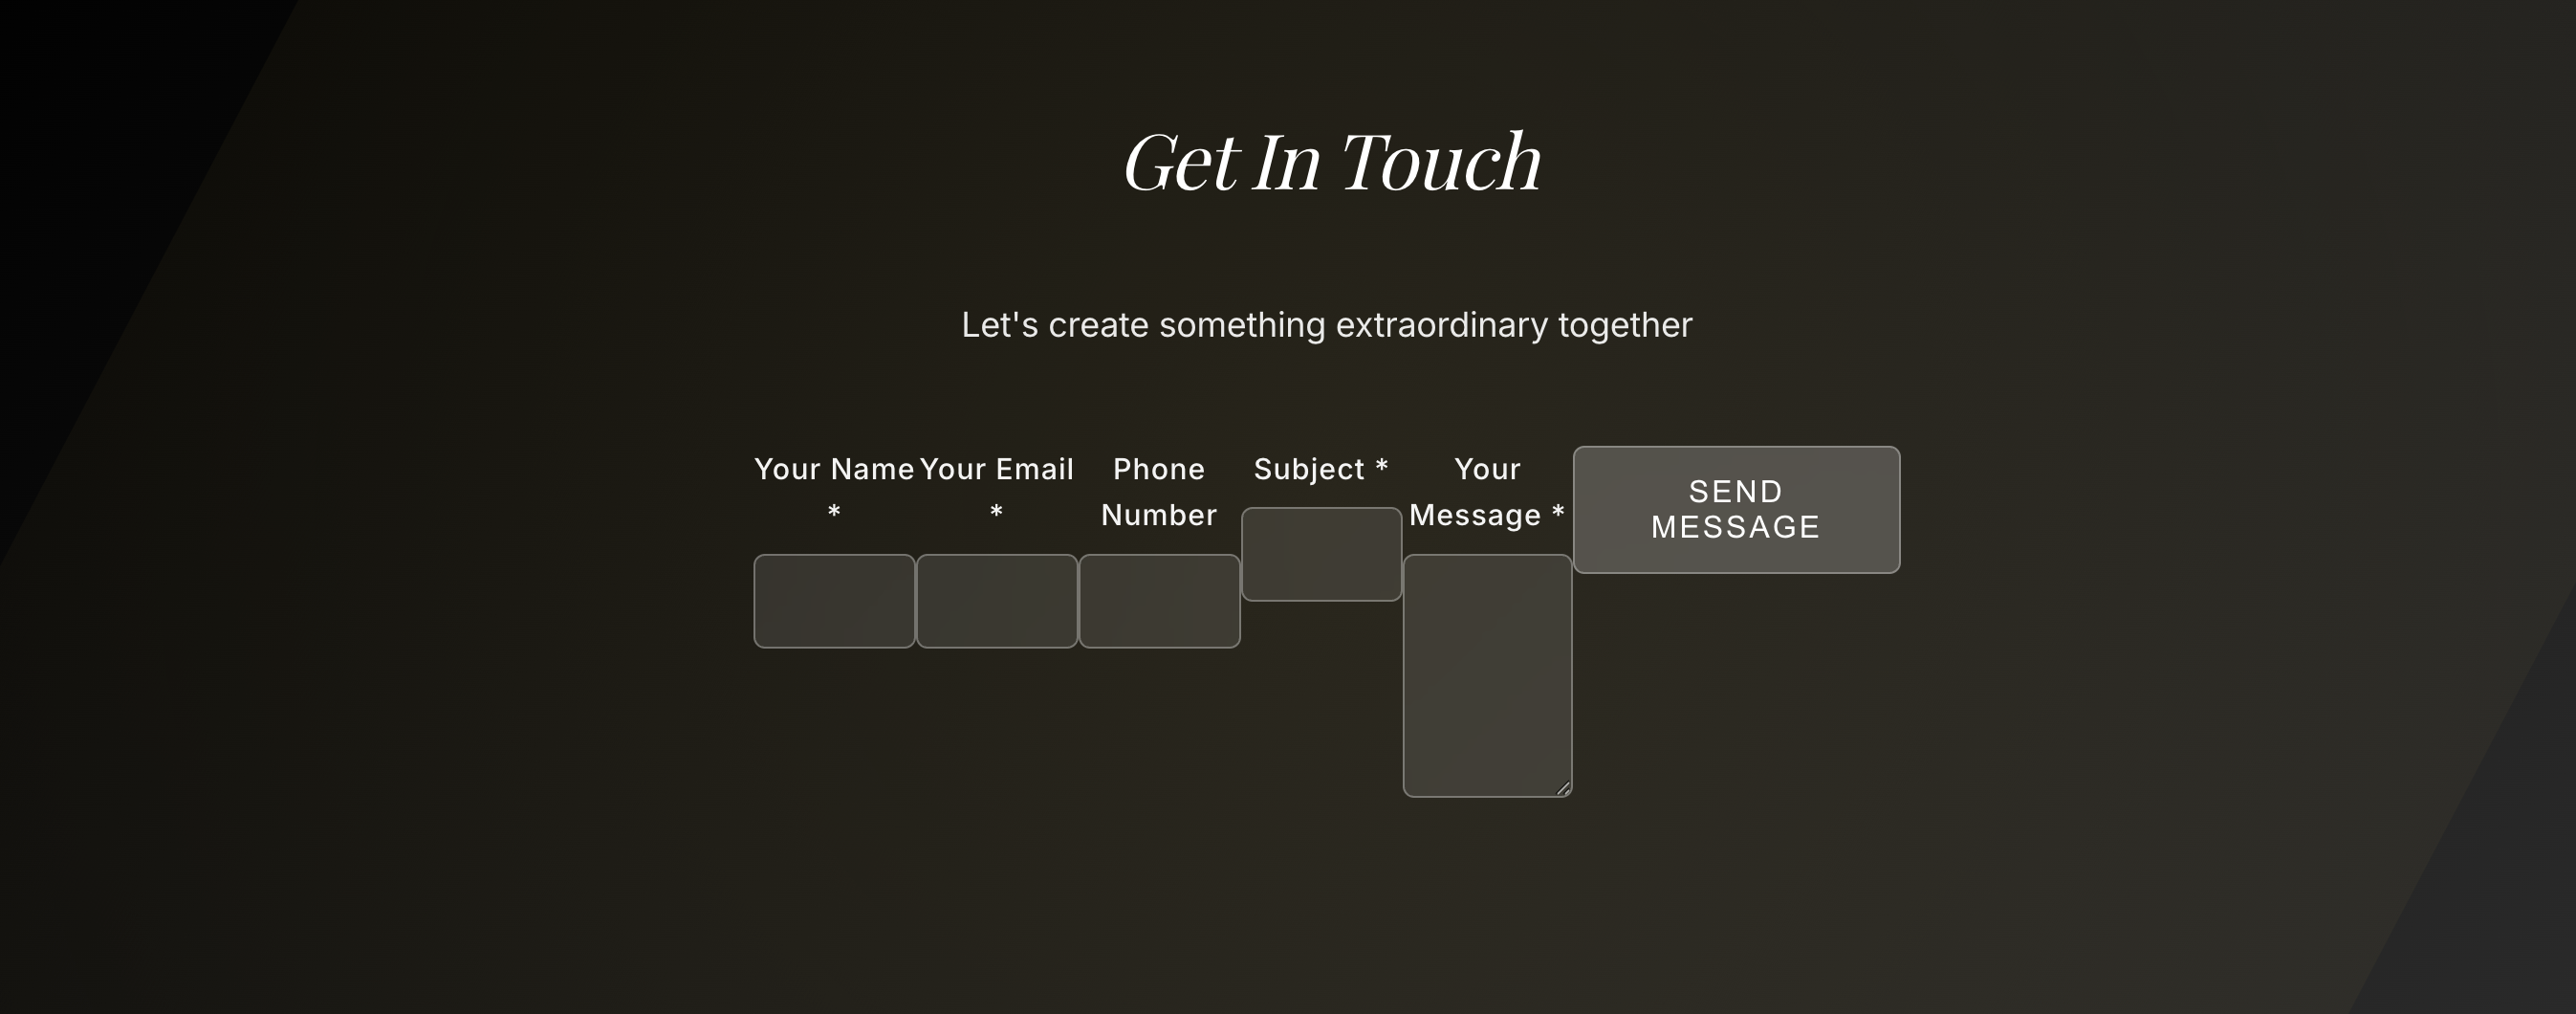 Get In Touch
Let's create something extraordinary together
Your Name
*
Your Email
*
Phone
Number
Subject *
Your
Message *
SEND
MESSAGE